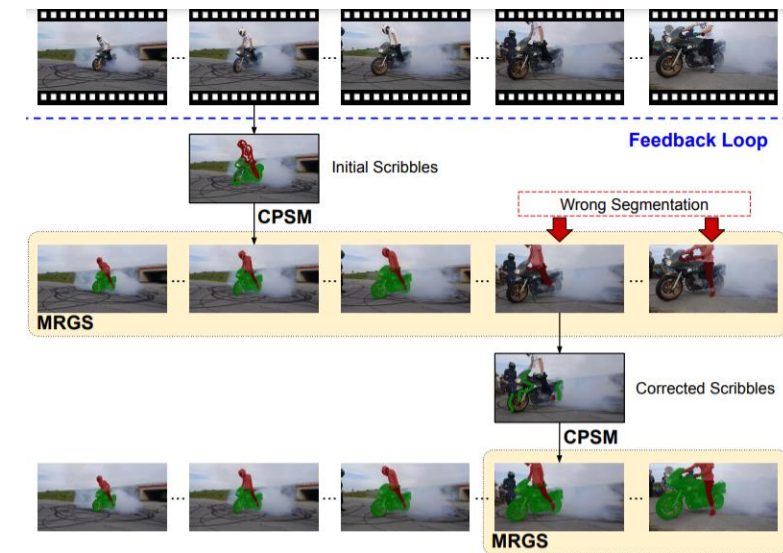 ... ... ... ...
Feedback Loop
Initial Scribbles
CPSM
Wrong Segmentation
... ... ... ...
MRGS
Corrected Scribbles
CPSM
... ... ... ...
MRGS